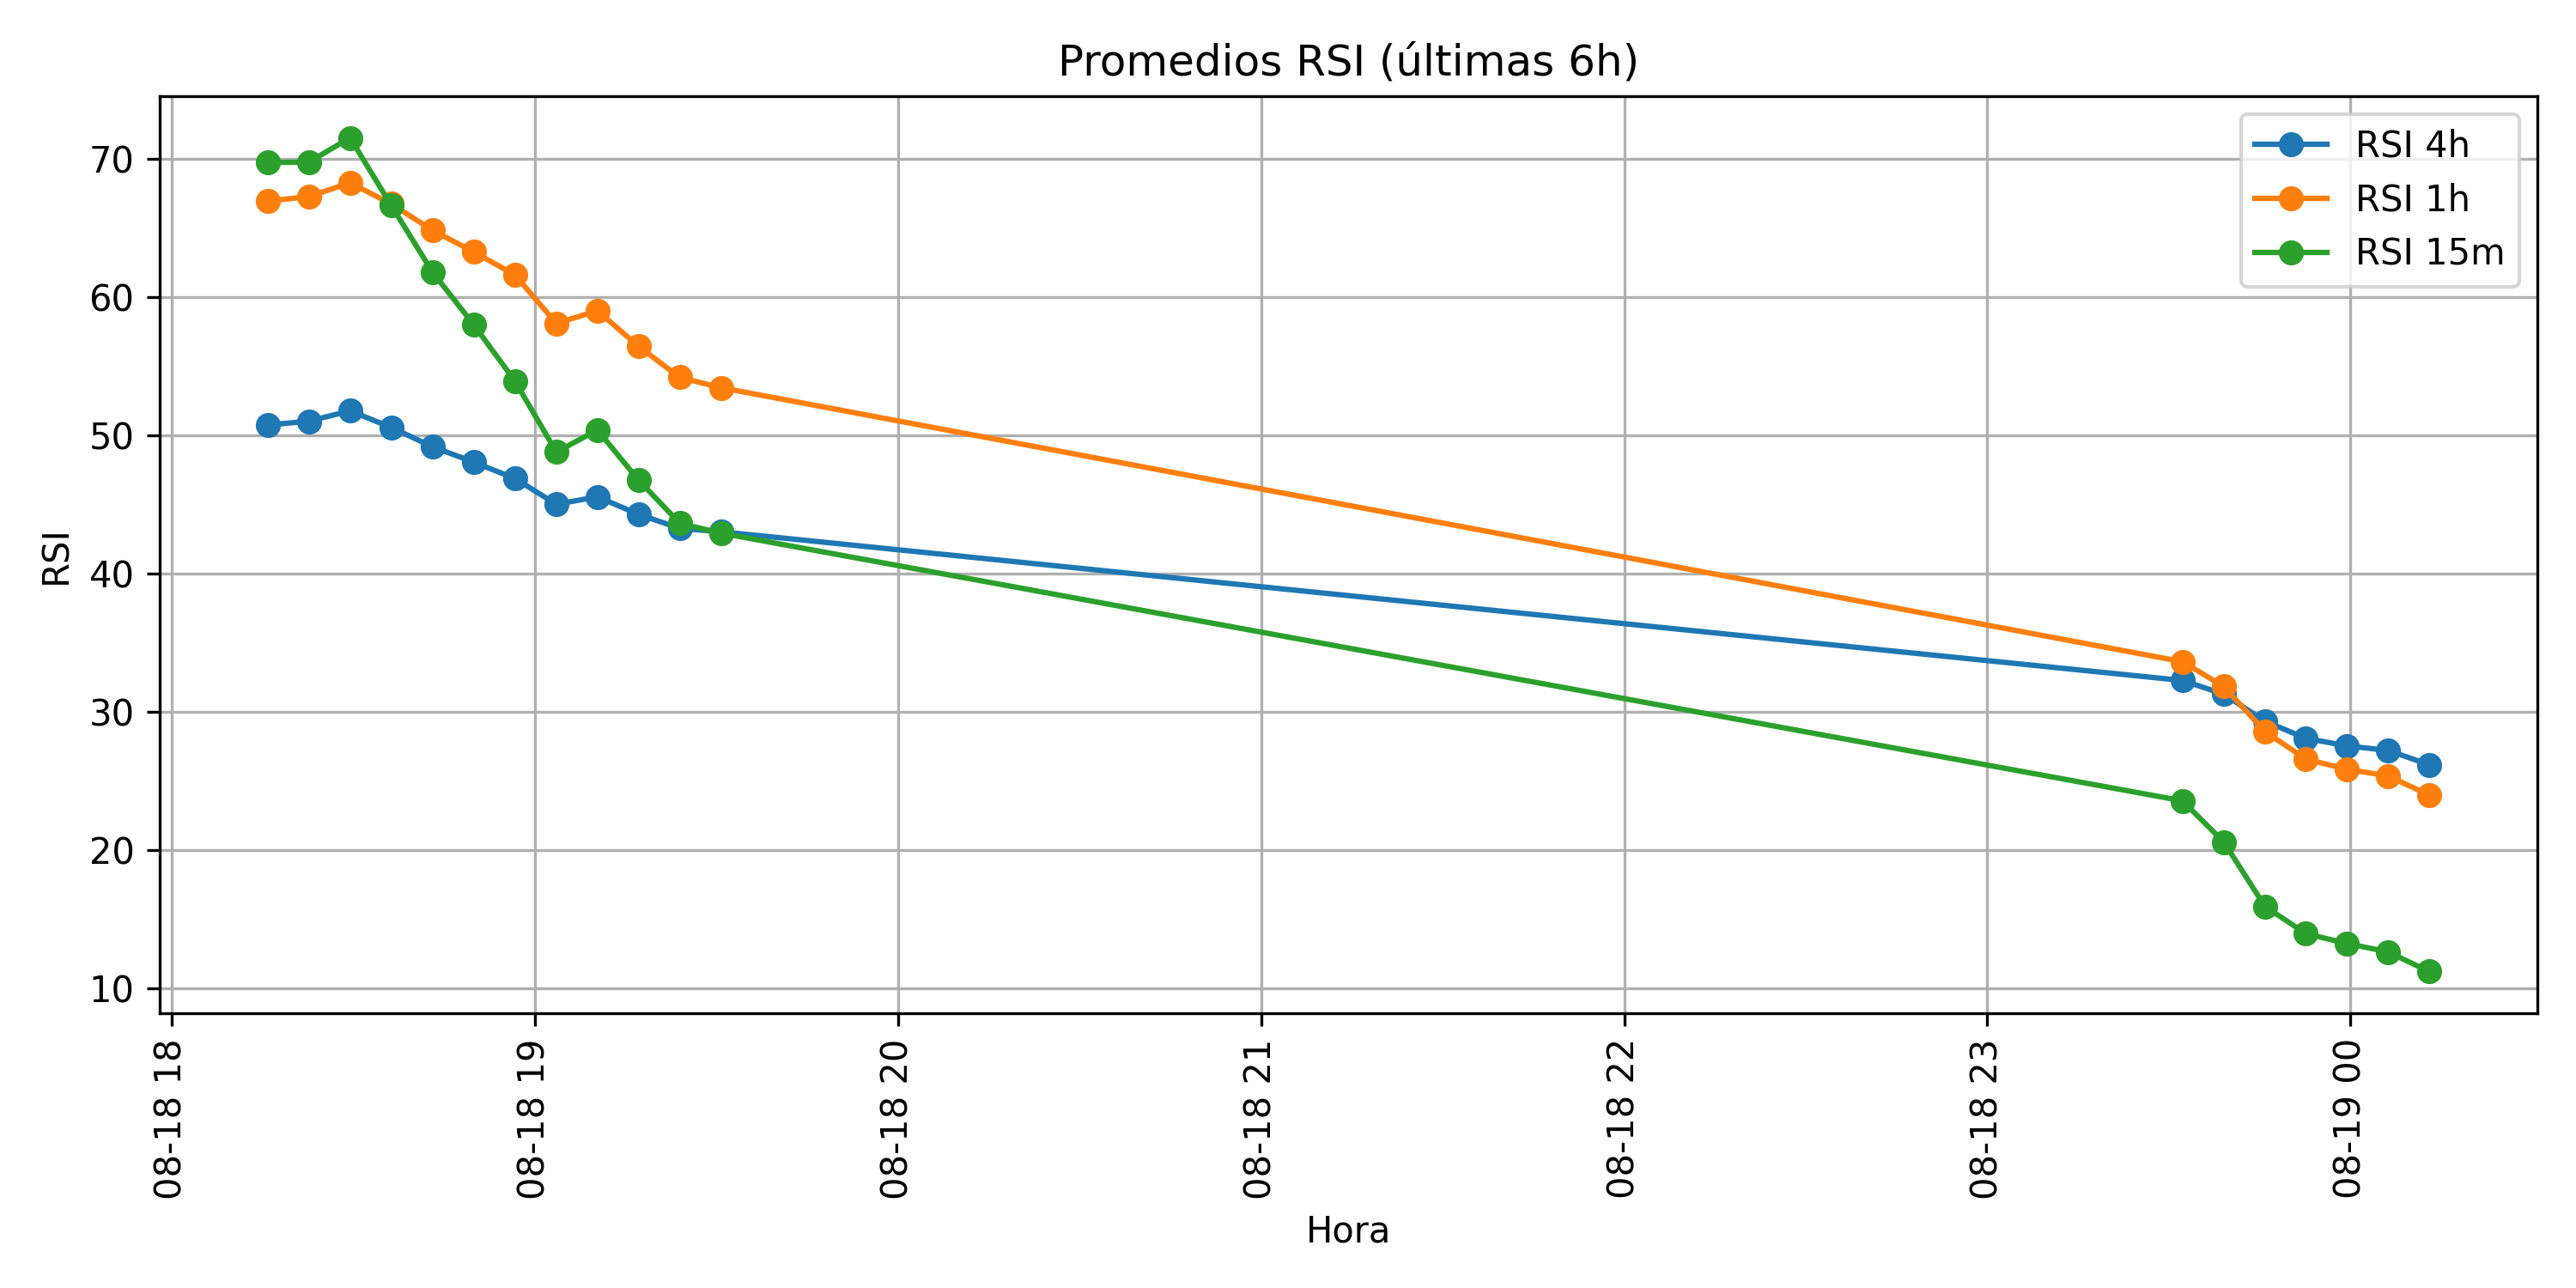 Promedios RSI (últimas 6h)
RSI 4h
RSI 1h
RSI 15m
RSI
70
60
50
40
30
20
10
08-18 18
08-18 19
08-18 20
08-18 21
08-18 22
08-18 23
08-19 00
Hora